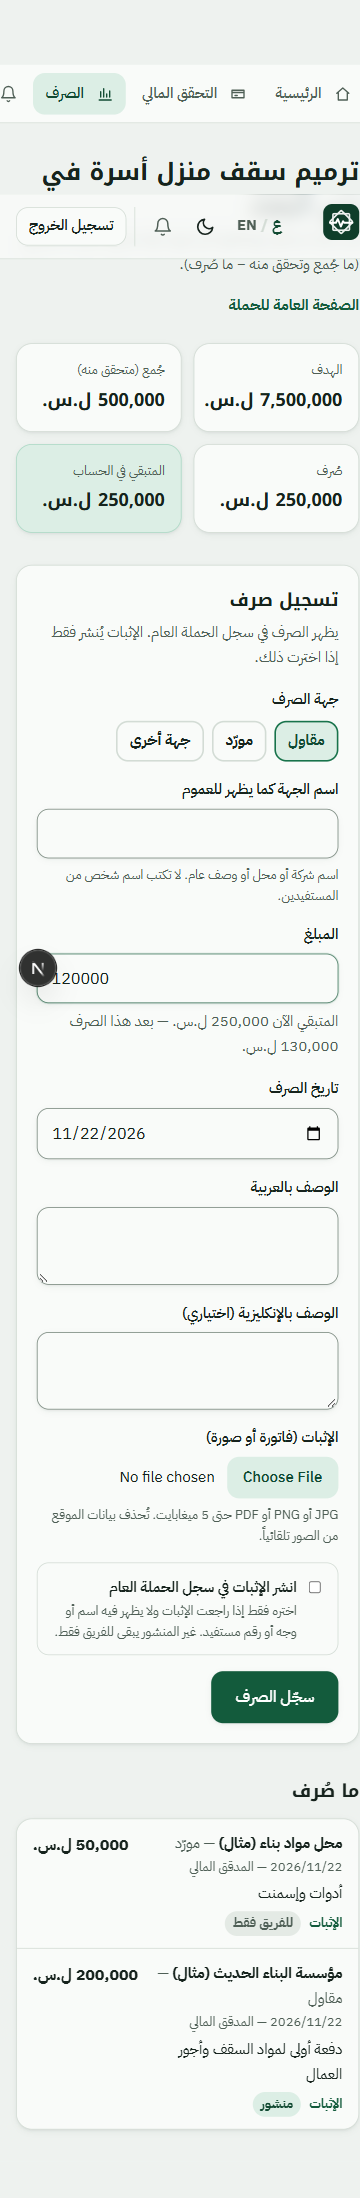 الرئيسية
التحقق المالي
الصرف
ترميم سقف منزل أسرة في
ع / EN
تسجيل الخروج
(ما جُمع وتحقق منه – ما صُرف).
الصفحة العامة للحملة
الهدف
7,500,000 ل.س.
جُمع (متحقق منه)
500,000 ل.س.
صُرف
250,000 ل.س.
المتبقي في الحساب
250,000 ل.س.
تسجيل صرف
يظهر الصرف في سجل الحملة العام. الإثبات يُنشر فقط
إذا اخترت ذلك.
جهة الصرف
مقاول
مورّد
جهة أخرى
اسم الجهة كما يظهر للعموم
اسم شركة أو محل أو وصف عام. لا تكتب اسم شخص من
المستفيدين.
المبلغ
N
120000
المتبقي الآن 250,000 ل.س. — بعد هذا الصرف
130,000 ل.س.
تاريخ الصرف
11/22/2026
الوصف بالعربية
الوصف بالإنكليزية (اختياري)
الإثبات (فاتورة أو صورة)
Choose File No file chosen
JPG أو PNG أو PDF حتى 5 ميغابايت. تُحذف بيانات الموقع
من الصور تلقائياً.
انشر الإثبات في سجل الحملة العام
اختره فقط إذا راجعت الإثبات ولا يظهر فيه اسم أو
وجه أو رقم مستفيد. غير المنشور يبقى للفريق فقط.
سجّل الصرف
ما صُرف
محل مواد بناء (مثال) — مورّد
50,000 ل.س.
2026/11/22 — المدقق المالي
أدوات وإسمنت
الإثبات
للفريق فقط
مؤسسة البناء الحديث (مثال) —
مقاول
200,000 ل.س.
2026/11/22 — المدقق المالي
دفعة أولى لمواد السقف وأجور
العمال
الإثبات
منشور